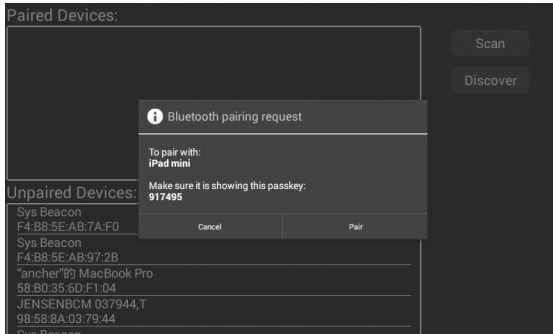 Paired Devices:
Scan
Discover
Bluetooth pairing request
To pair with:
iPad mini
Make sure it is showing this passkey:
917495
Cancel
Pair
Unpaired Devices:
Sys Beacon
F4:B8:5E:AB:7A:F0
Sys Beacon
F4:B8:5E:AB:97:2B
"ancher"的 MacBook Pro
58:B0:35:6D:F1:04
JENSENBCM 037944,T
98:58:8A:03:79:44
Sys Beacon